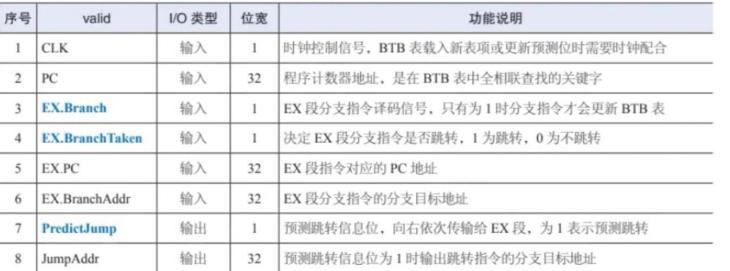 序号 valid I/O 类型 位宽 功能说明
1 CLK 输入 1 时钟控制信号，BTB 表载入新表项或更新预测位时需要时钟配合
2 PC 输入 32 程序计数器地址，是在 BTB 表中全相联查找的关键字
3 EX.Branch 输入 1 EX 段分支指令译码信号，只有为 1 时分支指令才会更新 BTB 表
4 EX.BranchTaken 输入 1 决定 EX 段分支指令是否跳转，1 为跳转，0 为不跳转
5 EX.PC 输入 32 EX 段指令对应的 PC 地址
6 EX.BranchAddr 输入 32 EX 段分支指令的分支目标地址
7 PredictJump 输出 1 预测跳转信息位，向右依次传输给 EX 段，为 1 表示预测跳转
8 JumpAddr 输出 32 预测跳转信息位为 1 时输出跳转指令的分支目标地址